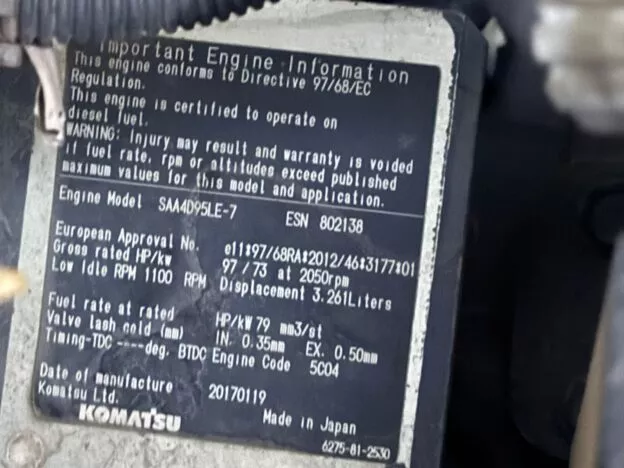 Important Engine Information
This engine conforms to Directive 97/68/EC
Regulation.
This engine is certified to operate on
diesel fuel.
WARNING: Injury may result and warranty is voided
if fuel rate, rpm or altitudes exceed published
maximum values for this model and application.
Engine Model SAA4D95LE-7 ESN 802138
European Approval No. e11*97/68RA*2012/46*3177*01
Gross rated HP/kW 97 / 73 at 2050rpm
Low Idle RPM 1100 RPM Displacement 3.261Liters
Fuel rate at rated HP/kW 79 mm3/st
Valve lash cold (mm) IN. 0.35mm EX. 0.50mm
Timing-TDC ----deg. BTDC Engine Code 5C04
Date of manufacture 20170119
Komatsu Ltd.
KOMATSU Made in Japan
6275-81-2530